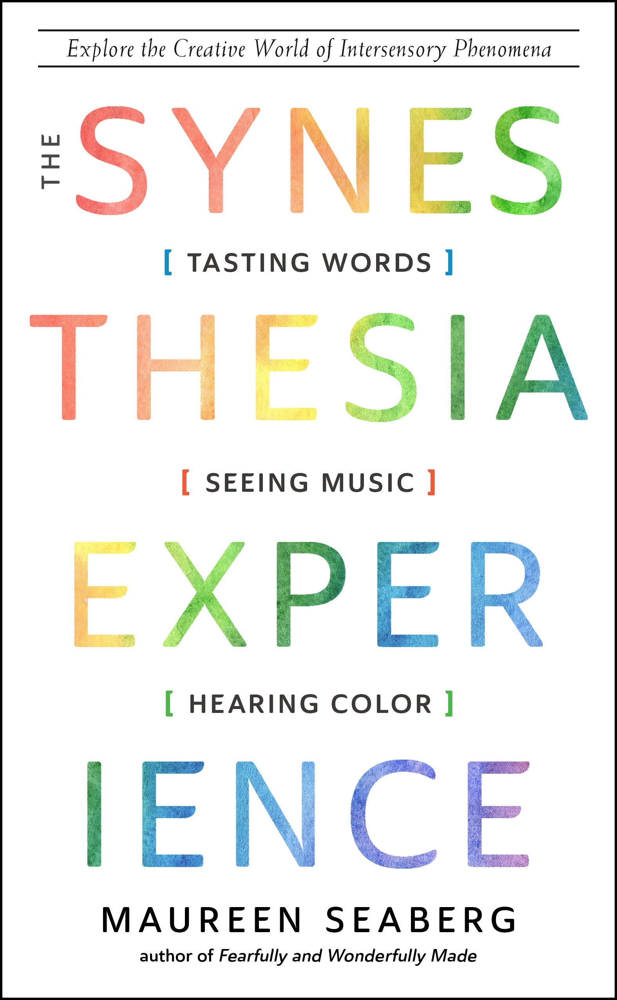 Explore the Creative World of Intersensory Phenomena
THE
SYNES
[ TASTING WORDS ]
THESIA
[ SEEING MUSIC ]
EXPER
[ HEARING COLOR ]
IENCE
MAUREEN SEABERG
author of Fearfully and Wonderfully Made